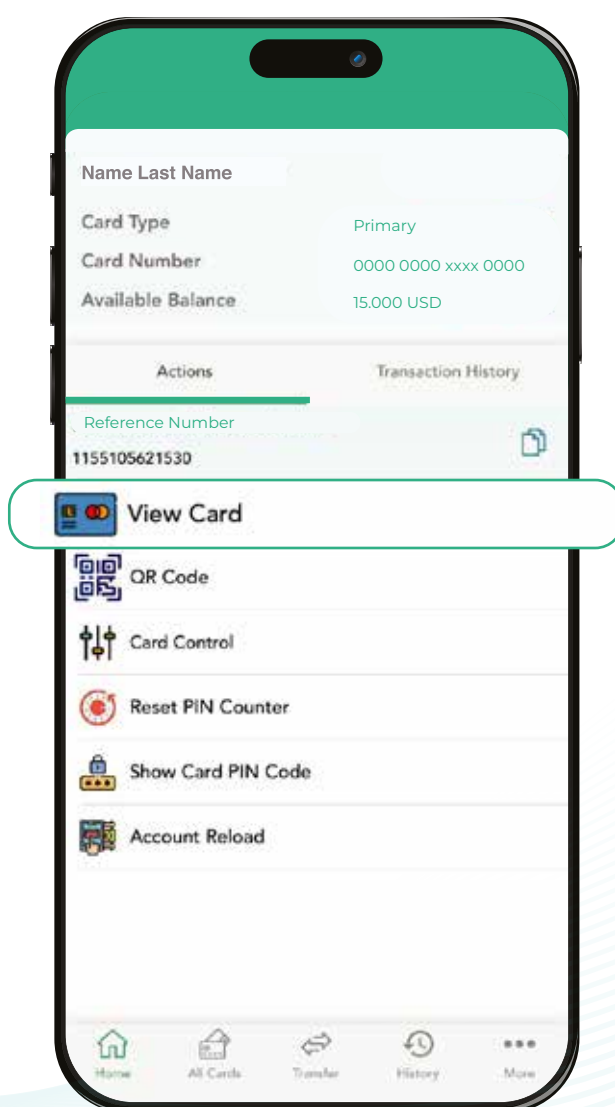 Name Last Name
Card Type Primary
Card Number 0000 0000 xxxx 0000
Available Balance 15.000 USD
Actions Transaction History
Reference Number
1155105621530
View Card
QR Code
Card Control
Reset PIN Counter
Show Card PIN Code
Account Reload
Home All Cards Transfer History More